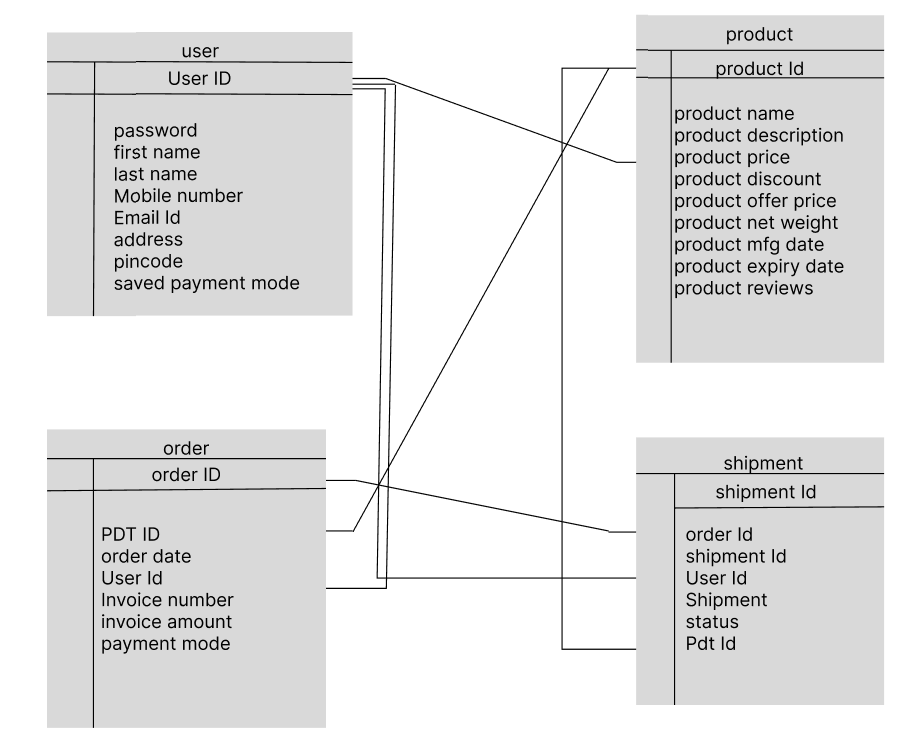 user
User ID
password
first name
last name
Mobile number
Email Id
address
pincode
saved payment mode
product
product Id
product name
product description
product price
product discount
product offer price
product net weight
product mfg date
product expiry date
product reviews
order
order ID
PDT ID
order date
User Id
Invoice number
invoice amount
payment mode
shipment
shipment Id
order Id
shipment Id
User Id
Shipment
status
Pdt Id